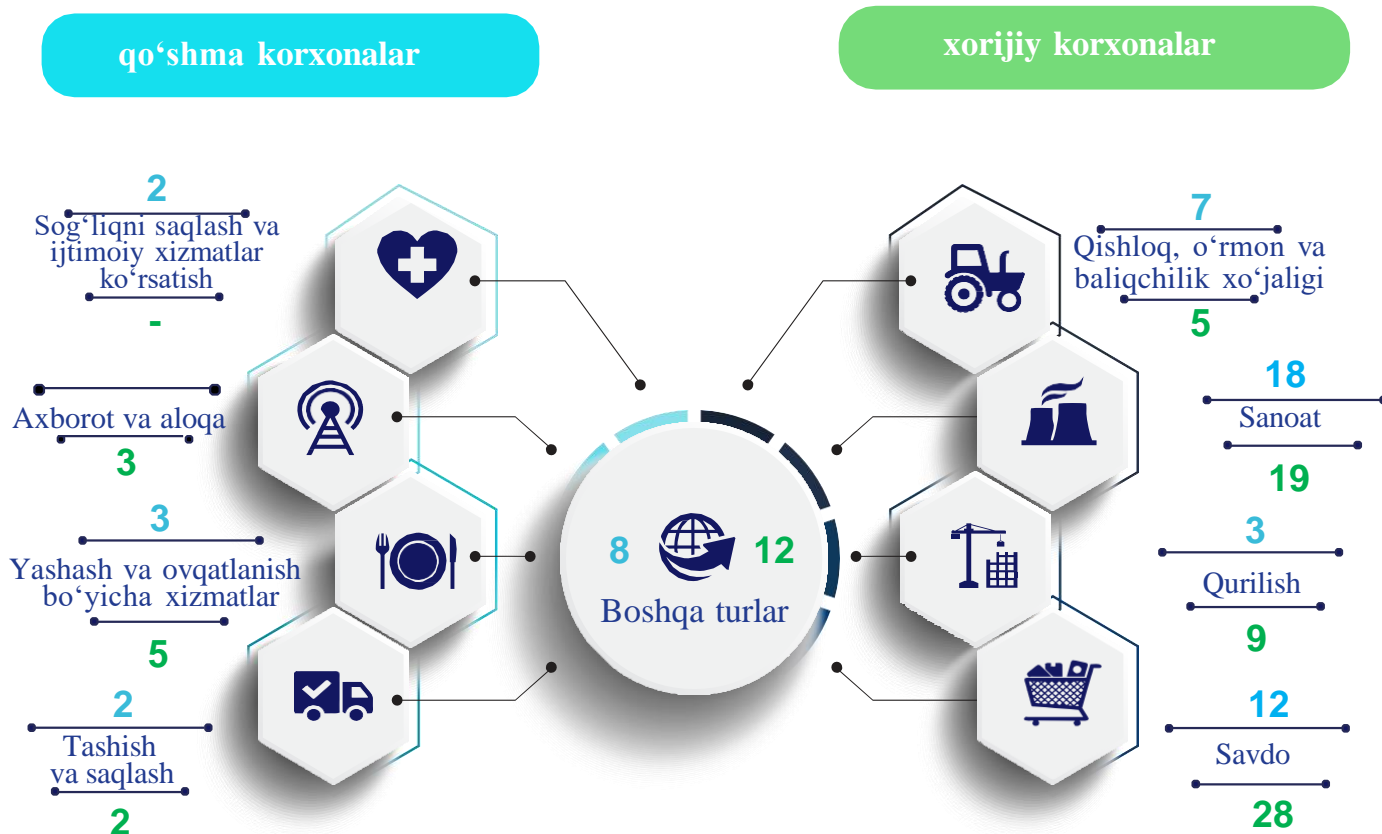 qo‘shma korxonalar
xorijiy korxonalar
2
Sog‘liqni saqlash va
ijtimoiy xizmatlar
ko‘rsatish
-
Axborot va aloqa
3
3
Yashash va ovqatlanish
bo‘yicha xizmatlar
5
2
Tashish
va saqlash
2
8
12
Boshqa turlar
7
Qishloq, o‘rmon va
baliqchilik xo‘jaligi
5
18
Sanoat
19
3
Qurilish
9
12
Savdo
28